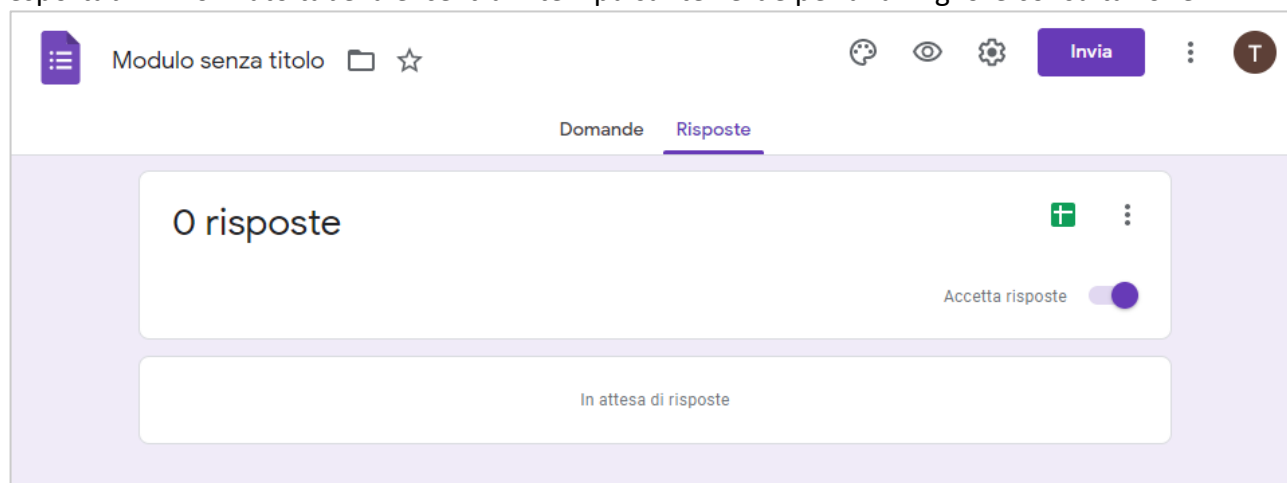 Modulo senza titolo
Invia
T
Domande Risposte
0 risposte
Accetta risposte
In attesa di risposte